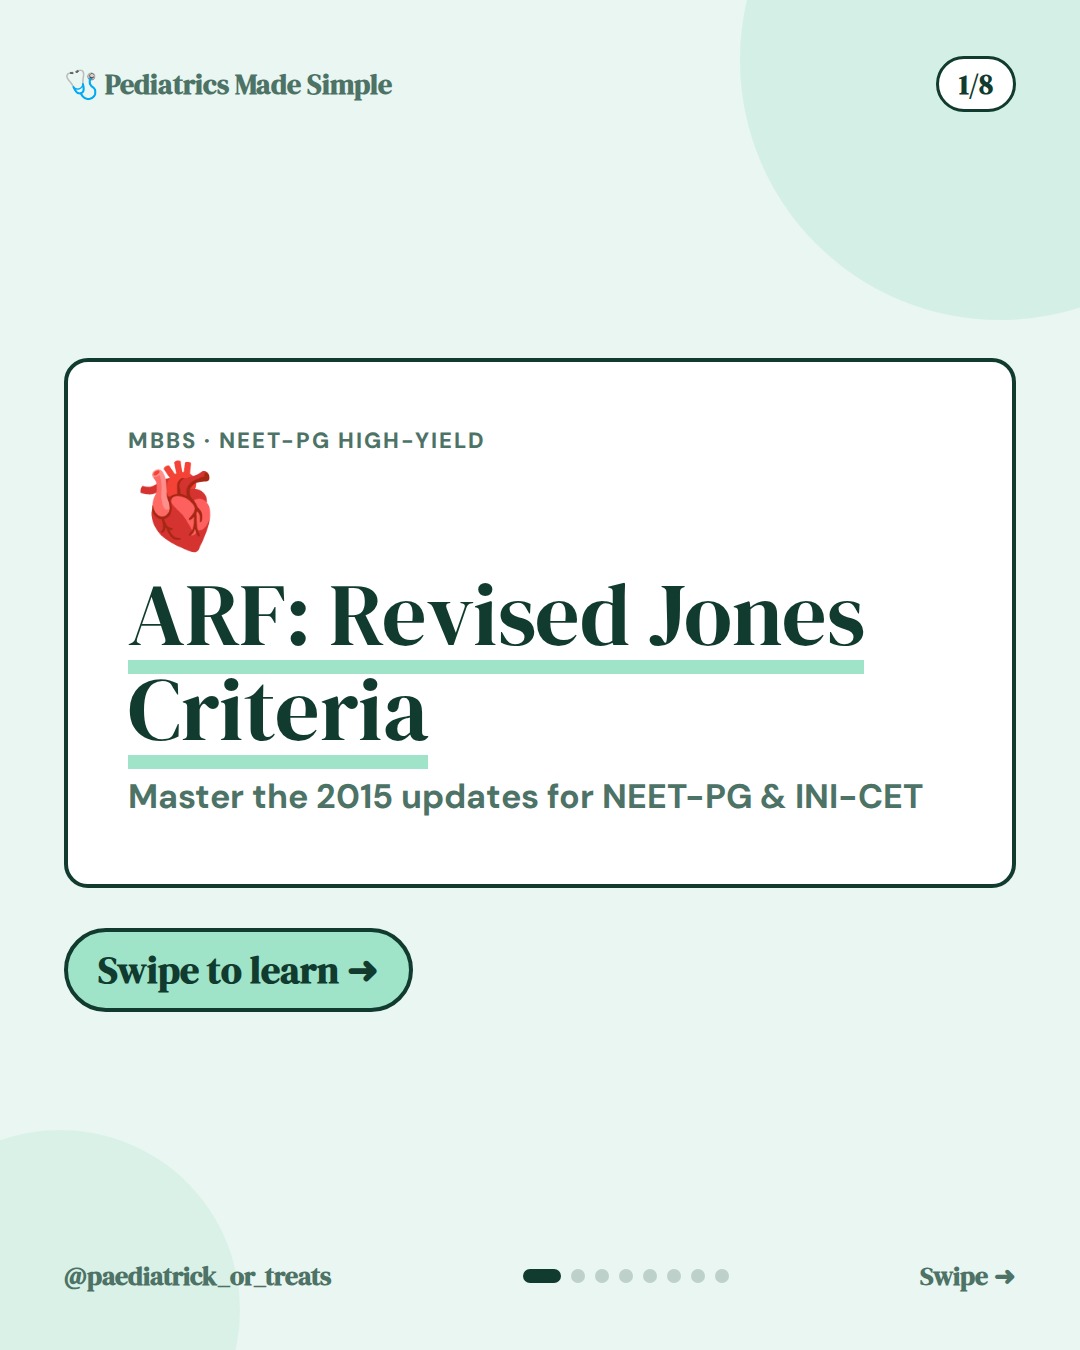 🩺 Pediatrics Made Simple
1/8
MBBS · NEET-PG HIGH-YIELD
ARF: Revised Jones
Criteria
Master the 2015 updates for NEET-PG & INI-CET
Swipe to learn ➜
@paediatrick_or_treats
Swipe ➜